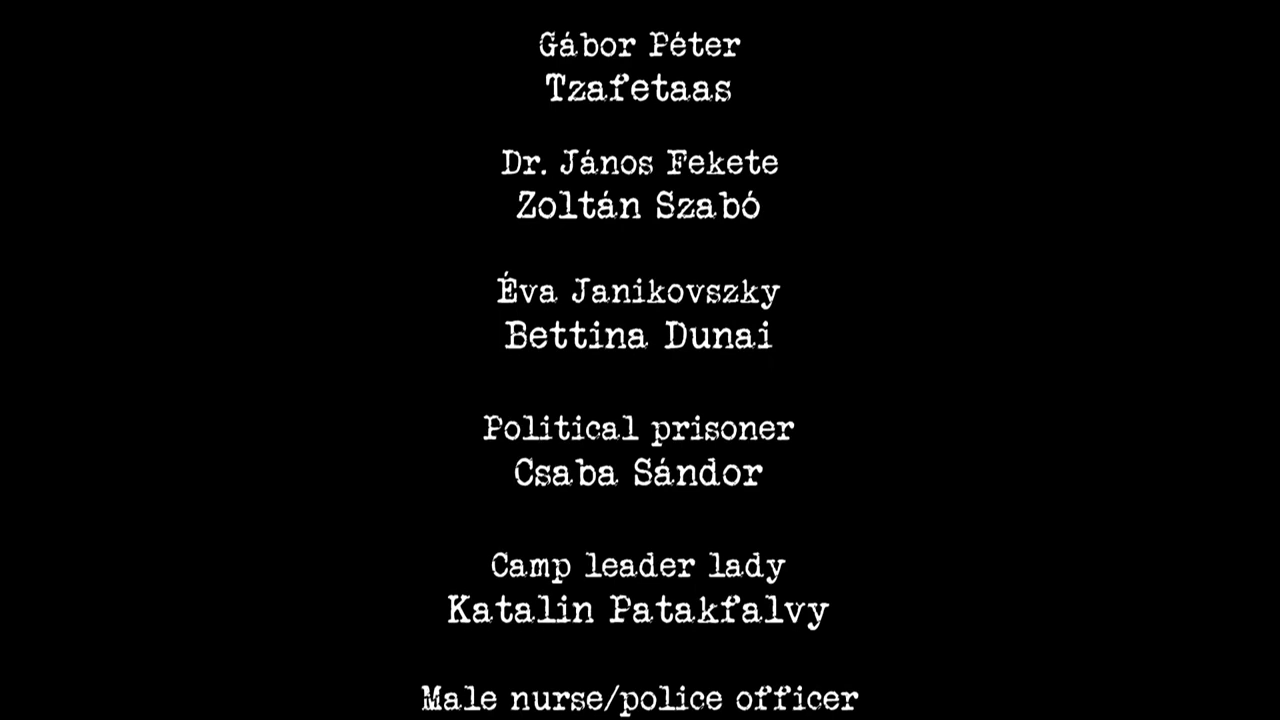 Gábor Péter
Tzafetaas
Dr. János Fekete
Zoltán Szabó
Éva Janikovszky
Bettina Dunai
Political prisoner
Csaba Sándor
Camp leader lady
Katalin Patakfalvy
Male nurse/police officer